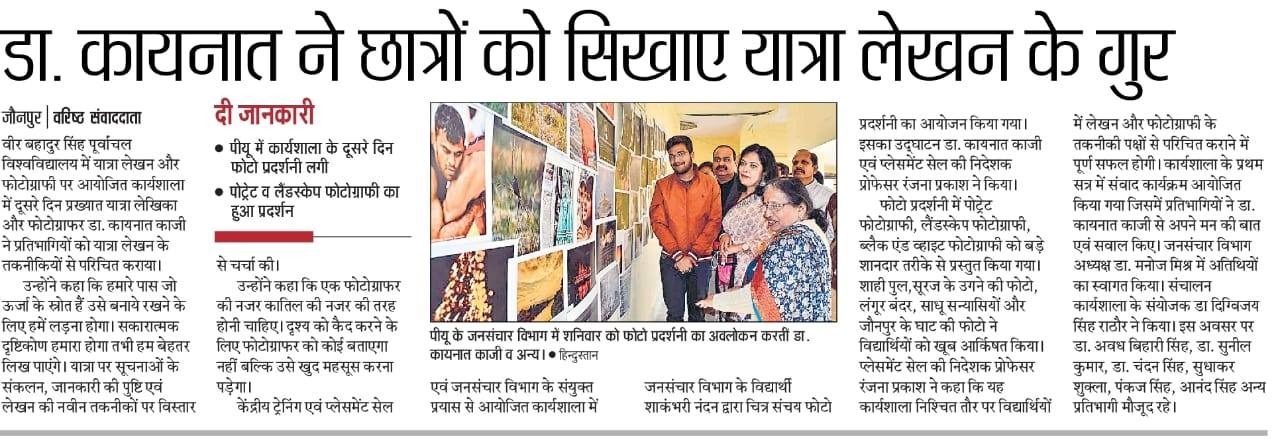 डा. कायनात ने छात्रों को सिखाए यात्रा लेखन के गुर
जौनपुर | वरिष्ठ संवाददाता
वीर बहादुर सिंह पूर्वांचल
विश्वविद्यालय में यात्रा लेखन और
फोटोग्राफी पर आयोजित कार्यशाला
में दूसरे दिन प्रख्यात यात्रा लेखिका
और फोटोग्राफर डा. कायनात काजी
ने प्रतिभागियों को यात्रा लेखन के
तकनीकियों से परिचित कराया।
उन्होंने कहा कि हमारे पास जो
ऊर्जा के स्रोत हैं उसे बनाये रखने के
लिए हमें लड़ना होगा। सकारात्मक
दृष्टिकोण हमारा होगा तभी हम बेहतर
लिख पाएंगे। यात्रा पर सूचनाओं के
संकलन, जानकारी की पुष्टि एवं
लेखन की नवीन तकनीकों पर विस्तार
दी जानकारी
● पीयू में कार्यशाला के दूसरे दिन
फोटो प्रदर्शनी लगी
● पोट्रेट व लैंडस्केप फोटोग्राफी का
हुआ प्रदर्शन
से चर्चा की।
उन्होंने कहा कि एक फोटोग्राफर
की नजर कातिल की नजर की तरह
होनी चाहिए। दृश्य को कैद करने के
लिए फोटोग्राफर को कोई बताएगा
नहीं बल्कि उसे खुद महसूस करना
पड़ेगा।
केंद्रीय ट्रेनिंग एवं प्लेसमेंट सेल
पीयू के जनसंचार विभाग में शनिवार को फोटो प्रदर्शनी का अवलोकन करतीं डा.
कायनात काजी व अन्य। ● हिन्दुस्तान
एवं जनसंचार विभाग के संयुक्त
प्रयास से आयोजित कार्यशाला में
जनसंचार विभाग के विद्यार्थी
शाकंभरी नंदन द्वारा चित्र संचय फोटो
प्रदर्शनी का आयोजन किया गया।
इसका उद्घाटन डा. कायनात काजी
एवं प्लेसमेंट सेल की निदेशक
प्रोफेसर रंजना प्रकाश ने किया।
फोटो प्रदर्शनी में पोट्रेट
फोटोग्राफी, लैंडस्केप फोटोग्राफी,
ब्लैक एंड व्हाइट फोटोग्राफी को बड़े
शानदार तरीके से प्रस्तुत किया गया।
शाही पुल,सूरज के उगने की फोटो,
लंगूर बंदर, साधू सन्यासियों और
जौनपुर के घाट की फोटो ने
विद्यार्थियों को खूब आर्किषत किया।
प्लेसमेंट सेल की निदेशक प्रोफेसर
रंजना प्रकाश ने कहा कि यह
कार्यशाला निश्चित तौर पर विद्यार्थियों
में लेखन और फोटोग्राफी के
तकनीकी पक्षों से परिचित कराने में
पूर्ण सफल होगी। कार्यशाला के प्रथम
सत्र में संवाद कार्यक्रम आयोजित
किया गया जिसमें प्रतिभागियों ने डा.
कायनात काजी से अपने मन की बात
एवं सवाल किए। जनसंचार विभाग
अध्यक्ष डा. मनोज मिश्र में अतिथियों
का स्वागत किया। संचालन
कार्यशाला के संयोजक डा दिग्विजय
सिंह राठौर ने किया। इस अवसर पर
डा. अवध बिहारी सिंह, डा. सुनील
कुमार, डा. चंदन सिंह, सुधाकर
शुक्ला, पंकज सिंह, आनंद सिंह अन्य
प्रतिभागी मौजूद रहे।